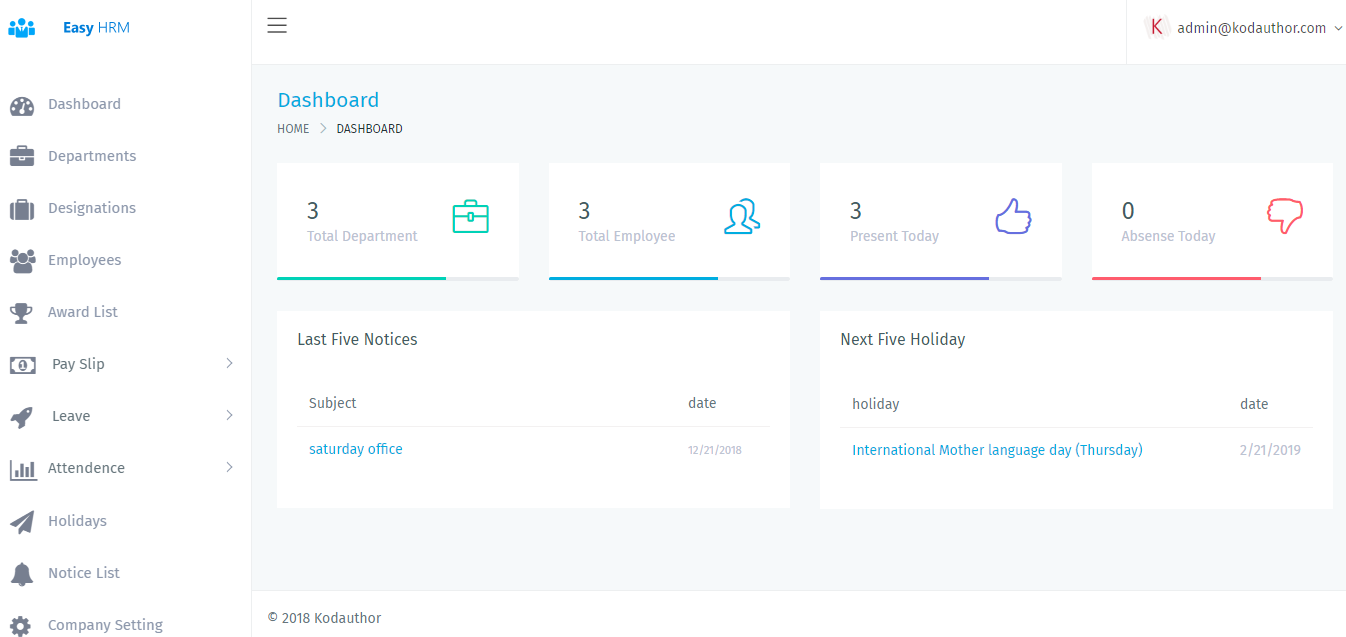 Easy HRM
K
admin@kodauthor.com
Dashboard
Departments
Designations
Employees
Award List
Pay Slip
Leave
Attendence
Holidays
Notice List
Company Setting
Dashboard
HOME > DASHBOARD
3
Total Department
3
Total Employee
3
Present Today
0
Absense Today
Last Five Notices
Subject date
saturday office 12/21/2018
Next Five Holiday
holiday date
International Mother language day (Thursday) 2/21/2019
© 2018 Kodauthor